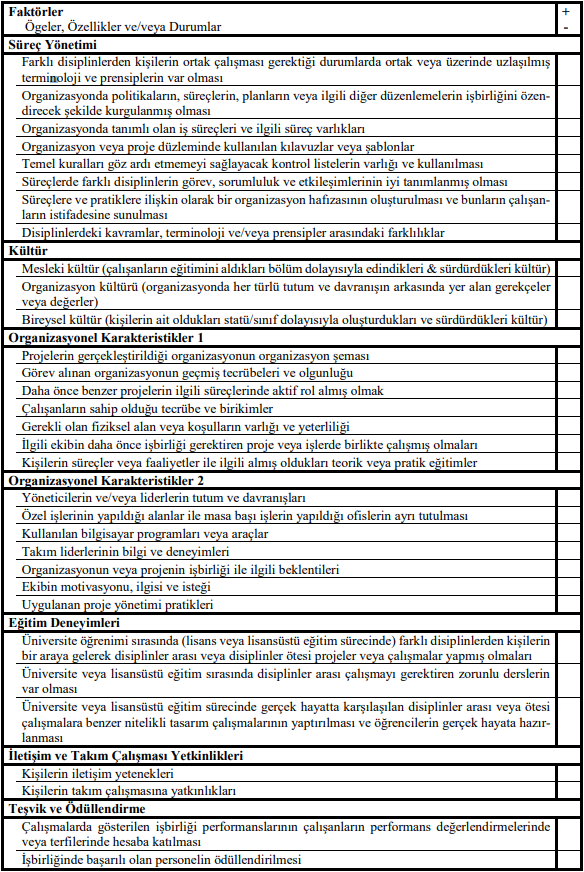 Faktörler
+
Ögeler, Özellikler ve/veya Durumlar
-
Süreç Yönetimi
Farklı disiplinlerden kişilerin ortak çalışması gerektiği durumlarda ortak veya üzerinde uzlaşılmış
terminoloji ve prensiplerin var olması
Organizasyonda politikaların, süreçlerin, planların veya ilgili diğer düzenlemelerin işbirliğini özen-
direcek şekilde kurgulanmış olması
Organizasyonda tanımlı olan iş süreçleri ve ilgili süreç varlıkları
Organizasyon veya proje düzleminde kullanılan kılavuzlar veya şablonlar
Temel kuralları göz ardı etmemeyi sağlayacak kontrol listelerin varlığı ve kullanılması
Süreçlerde farklı disiplinlerin görev, sorumluluk ve etkileşimlerinin iyi tanımlanmış olması
Süreçlere ve pratiklere ilişkin olarak bir organizasyon hafızasının oluşturulması ve bunların çalışan-
ların istifadesine sunulması
Disiplinlerdeki kavramlar, terminoloji ve/veya prensipler arasındaki farklılıklar
Kültür
Mesleki kültür (çalışanların eğitimini aldıkları bölüm dolayısıyla edindikleri & sürdürdükleri kültür)
Organizasyon kültürü (organizasyonda her türlü tutum ve davranışın arkasında yer alan gerekçeler
veya değerler)
Bireysel kültür (kişilerin ait oldukları statü/sınıf dolayısıyla oluşturdukları ve sürdürdükleri kültür)
Organizasyonel Karakteristikler 1
Projelerin gerçekleştirildiği organizasyonun organizasyon şeması
Görev alınan organizasyonun geçmiş tecrübeleri ve olgunluğu
Daha önce benzer projelerin ilgili süreçlerinde aktif rol almış olmak
Çalışanların sahip olduğu tecrübe ve birikimler
Gerekli olan fiziksel alan veya koşulların varlığı ve yeterliliği
İlgili ekibin daha önce işbirliği gerektiren proje veya işlerde birlikte çalışmış olmaları
Kişilerin süreçler veya faaliyetler ile ilgili almış oldukları teorik veya pratik eğitimler
Organizasyonel Karakteristikler 2
Yöneticilerin ve/veya liderlerin tutum ve davranışları
Özel işlerinin yapıldığı alanlar ile masa başı işlerin yapıldığı ofislerin ayrı tutulması
Kullanılan bilgisayar programları veya araçlar
Takım liderlerinin bilgi ve deneyimleri
Organizasyonun veya projenin işbirliği ile ilgili beklentileri
Ekibin motivasyonu, ilgisi ve isteği
Uygulanan proje yönetimi pratikleri
Eğitim Deneyimleri
Üniversite öğrenimi sırasında (lisans veya lisansüstü eğitim sürecinde) farklı disiplinlerden kişilerin
bir araya gelerek disiplinler arası veya disiplinler ötesi projeler veya çalışmalar yapmış olmaları
Üniversite veya lisansüstü eğitim sırasında disiplinler arası çalışmayı gerektiren zorunlu derslerin
var olması
Üniversite veya lisansüstü eğitim sürecinde gerçek hayatta karşılaşılan disiplinler arası veya ötesi
çalışmalara benzer nitelikli tasarım çalışmalarının yaptırılması ve öğrencilerin gerçek hayata hazır-
lanması
İletişim ve Takım Çalışması Yetkinlikleri
Kişilerin iletişim yetenekleri
Kişilerin takım çalışmasına yatkınlıkları
Teşvik ve Ödüllendirme
Çalışmalarda gösterilen işbirliği performanslarının çalışanların performans değerlendirmelerinde
veya terfilerinde hesaba katılması
İşbirliğinde başarılı olan personelin ödüllendirilmesi